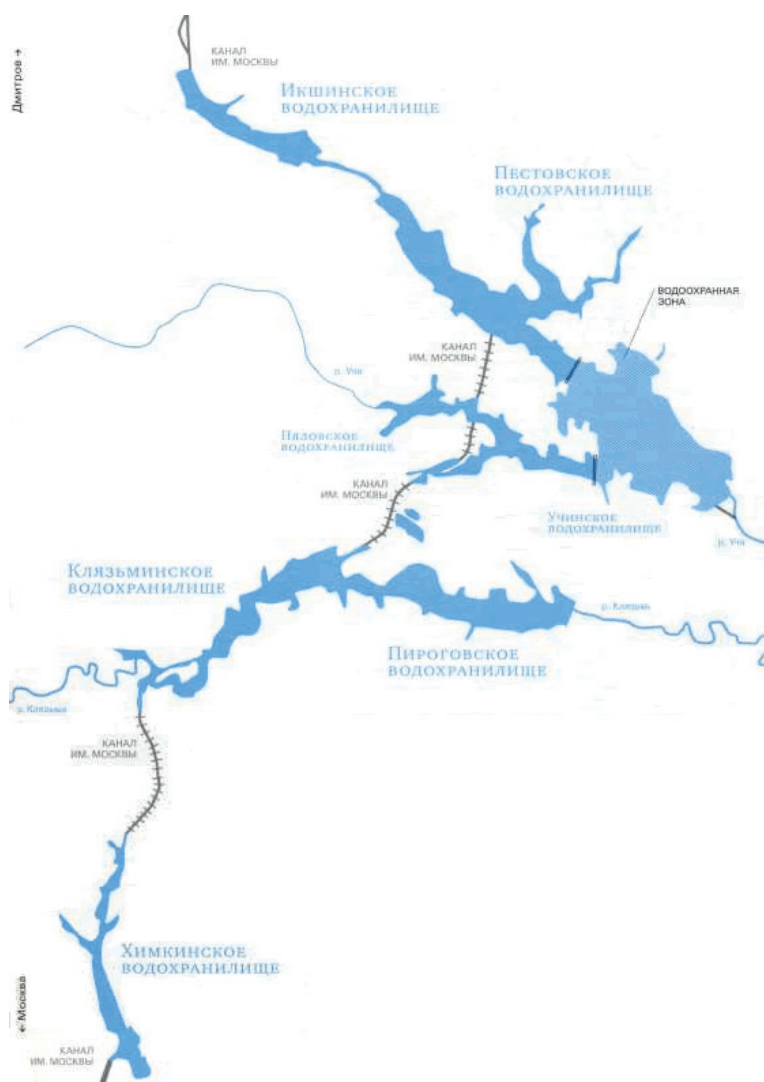 КАНАЛ
ИМ. МОСКВЫ
Дмитров →
Икшинское
водохранилище
Пестовское
водохранилище
ВОДООХРАННАЯ
ЗОНА
КАНАЛ
ИМ. МОСКВЫ
р. Уча
Пяловское
водохранилище
КАНАЛ
ИМ. МОСКВЫ
Учинское
водохранилище
р. Уча
Клязьминское
водохранилище
р. Клязьма
Пироговское
водохранилище
р. Клязьма
КАНАЛ
ИМ. МОСКВЫ
Химкинское
водохранилище
← Москва
КАНАЛ
ИМ. МОСКВЫ